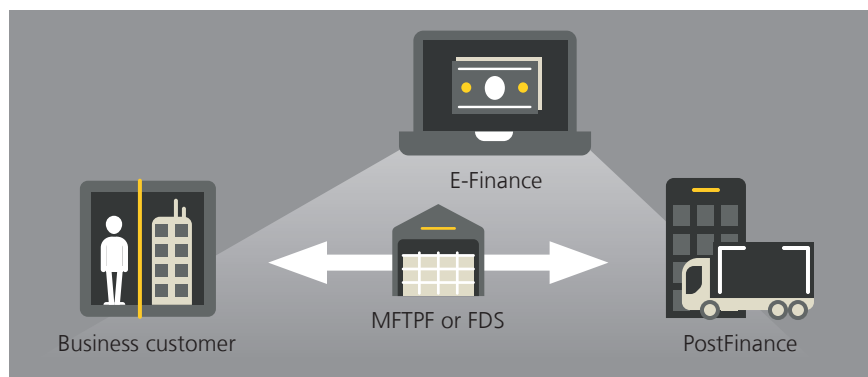 E-Finance
MFTPF or FDS
Business customer
PostFinance